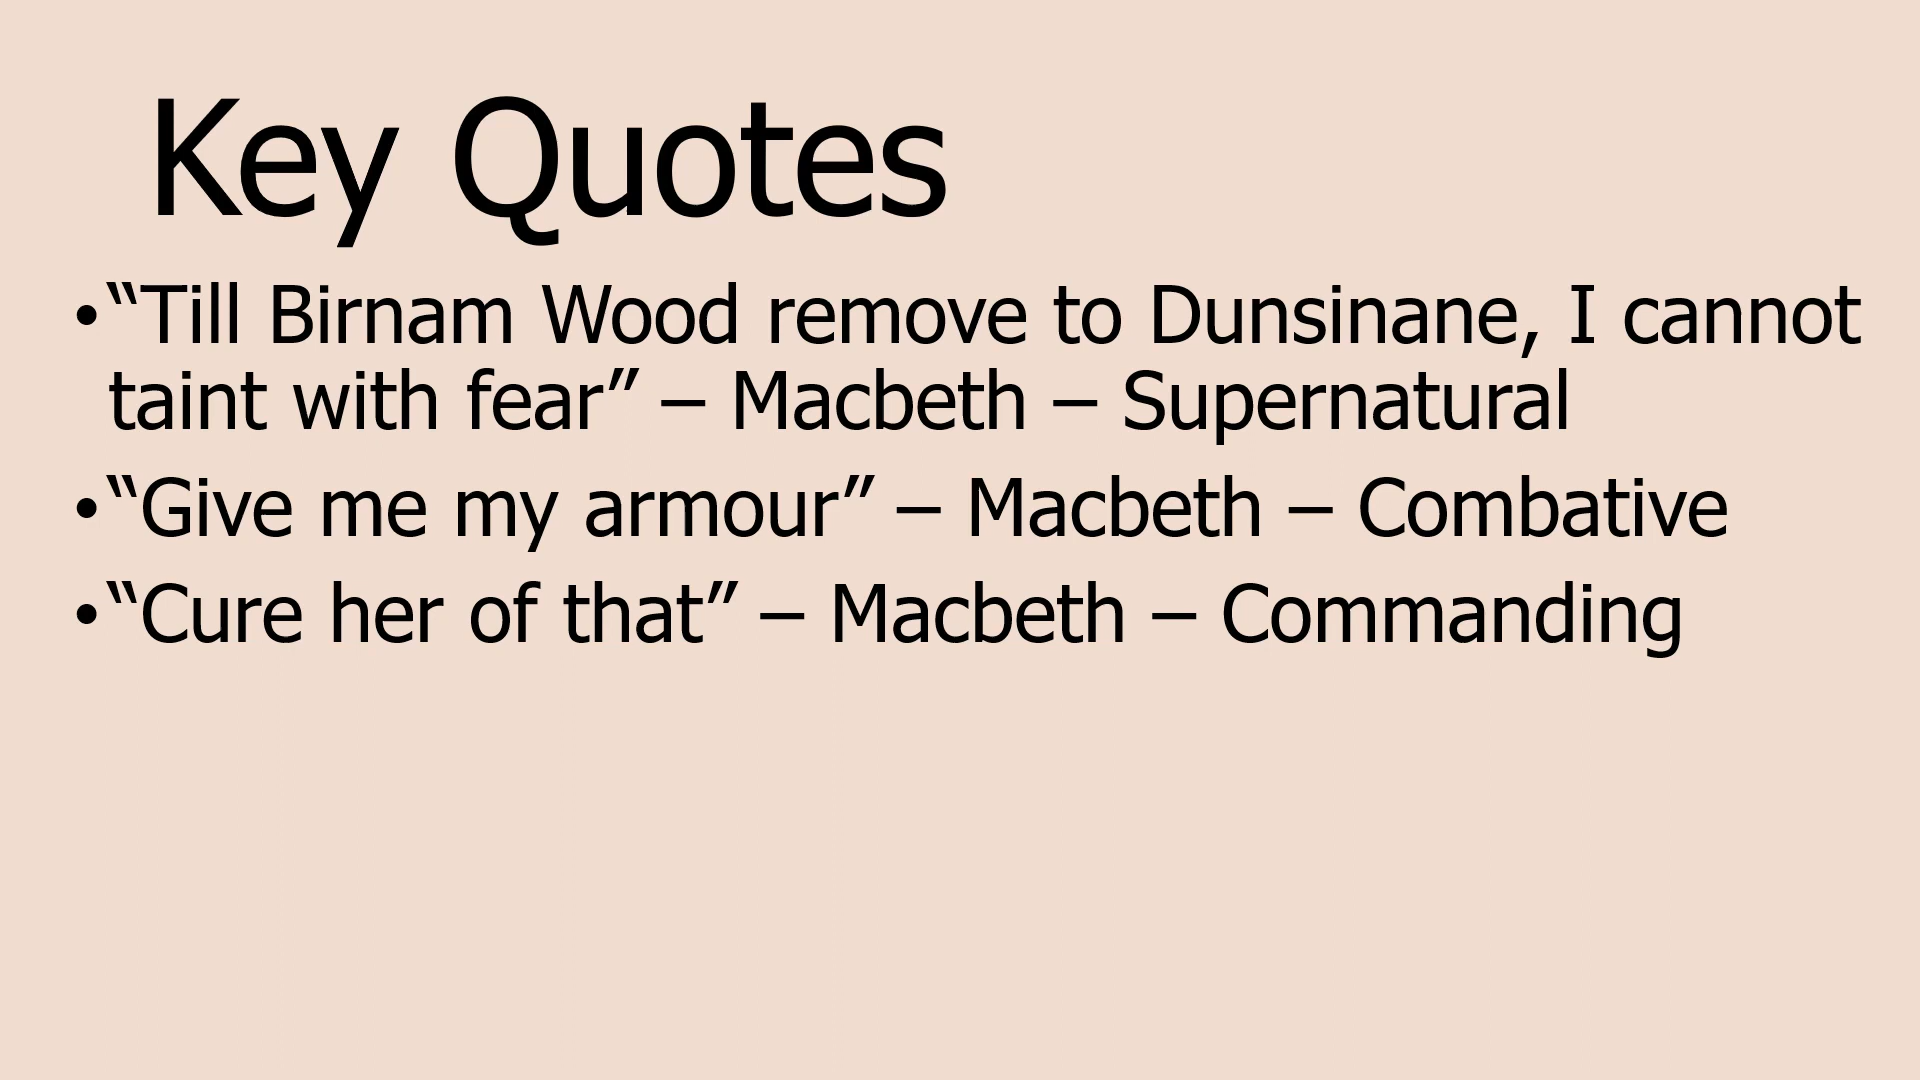 Key Quotes
•“Till Birnam Wood remove to Dunsinane, I cannot
taint with fear” – Macbeth – Supernatural
•“Give me my armour” – Macbeth – Combative
•“Cure her of that” – Macbeth – Commanding